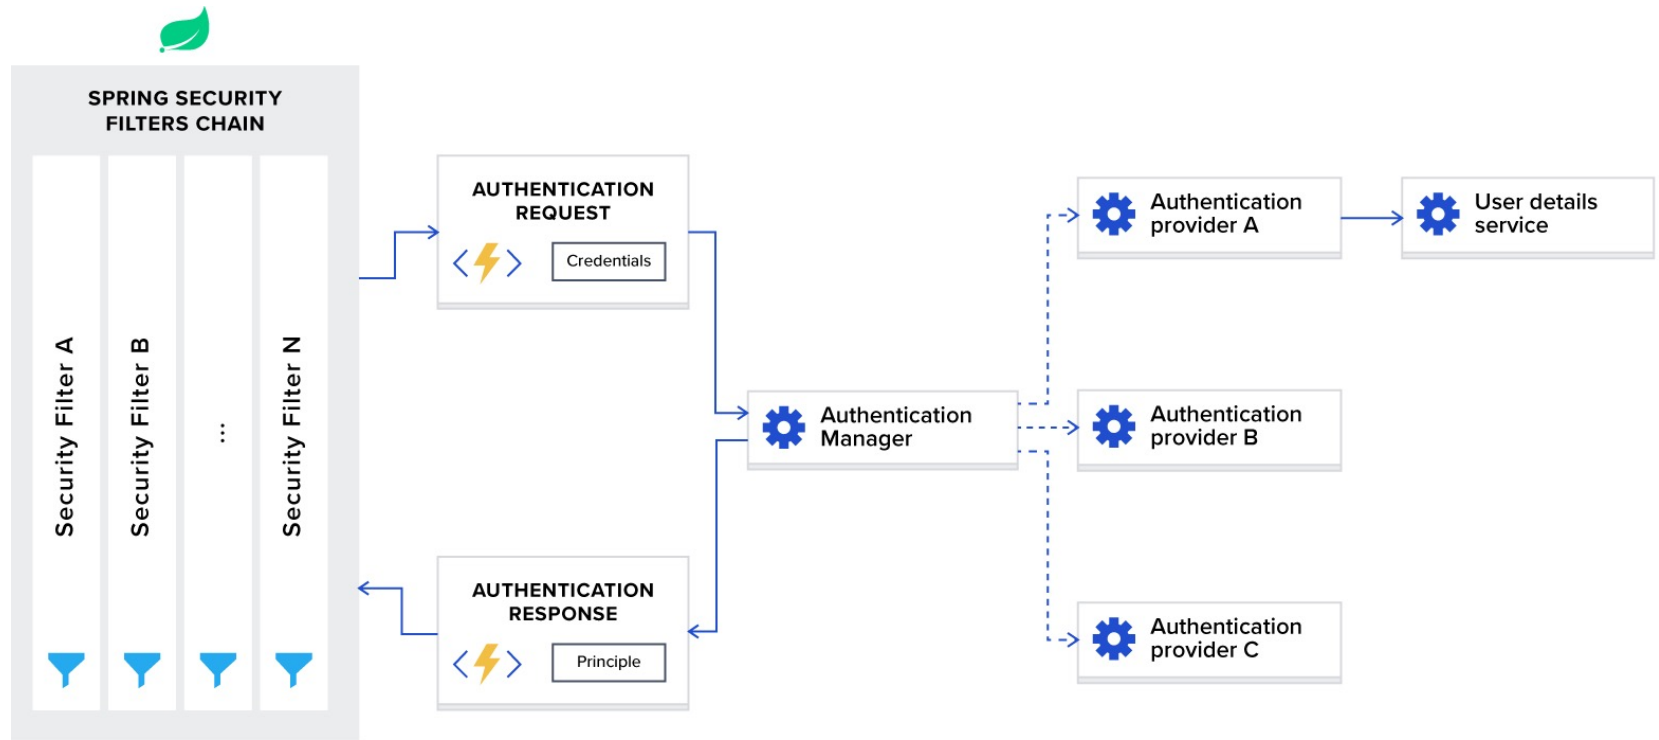 SPRING SECURITY
FILTERS CHAIN
Security Filter A
Security Filter B
...
Security Filter N
AUTHENTICATION
REQUEST
Credentials
AUTHENTICATION
RESPONSE
Principle
Authentication
Manager
Authentication
provider A
User details
service
Authentication
provider B
Authentication
provider C